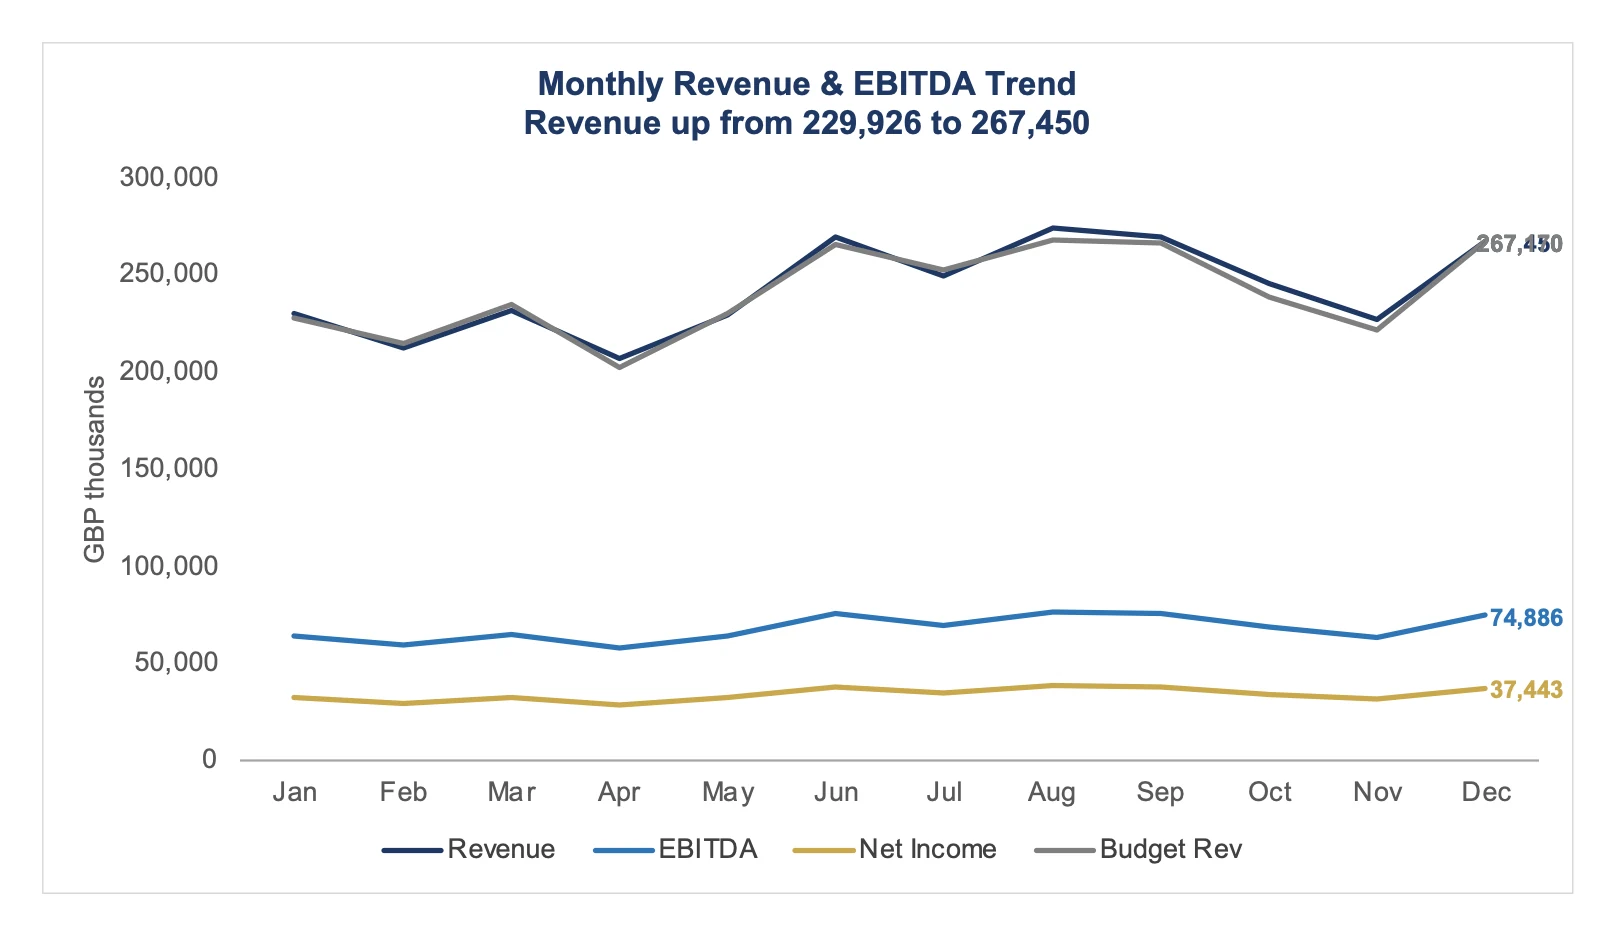 Monthly Revenue & EBITDA Trend
Revenue up from 229,926 to 267,450
300,000
250,000
200,000
150,000
100,000
50,000
0
GBP thousands
74,886
37,443
Jan Feb Mar Apr May Jun Jul Aug Sep Oct Nov Dec
Revenue EBITDA Net Income Budget Rev